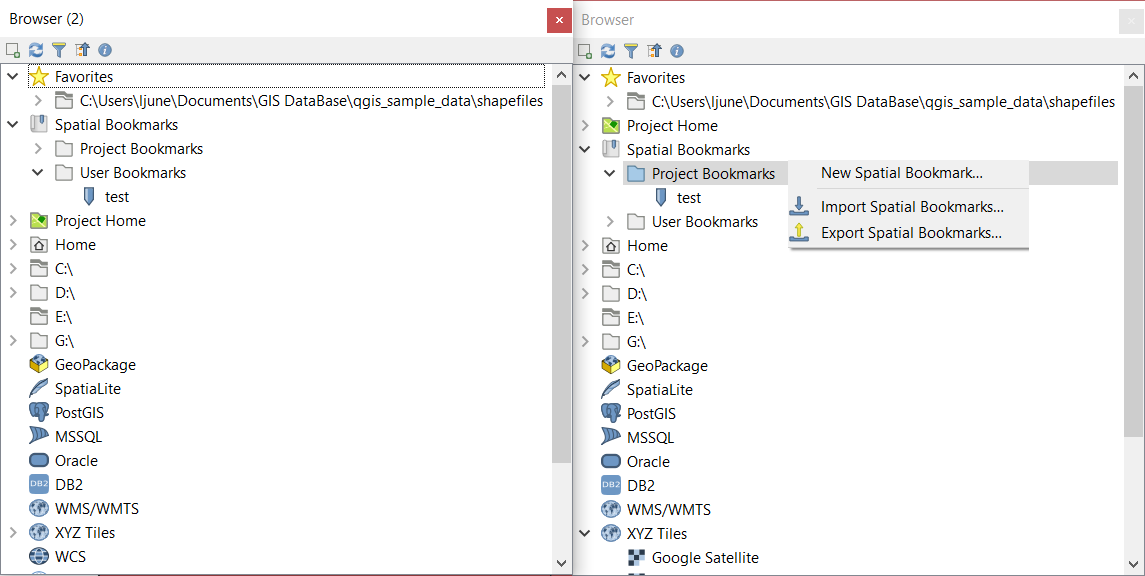 Browser (2)
Favorites
C:\Users\ljune\Documents\GIS DataBase\qgis_sample_data\shapefiles
Spatial Bookmarks
Project Bookmarks
User Bookmarks
test
Project Home
Home
C:\
D:\
E:\
G:\
GeoPackage
SpatiaLite
PostGIS
MSSQL
Oracle
DB2 DB2
WMS/WMTS
XYZ Tiles
WCS
Browser
Favorites
C:\Users\ljune\Documents\GIS DataBase\qgis_sample_data\shapefiles
Project Home
Spatial Bookmarks
Project Bookmarks
test
User Bookmarks
Home
C:\
D:\
E:\
G:\
GeoPackage
SpatiaLite
PostGIS
MSSQL
Oracle
DB2 DB2
WMS/WMTS
XYZ Tiles
Google Satellite
New Spatial Bookmark...
Import Spatial Bookmarks...
Export Spatial Bookmarks...